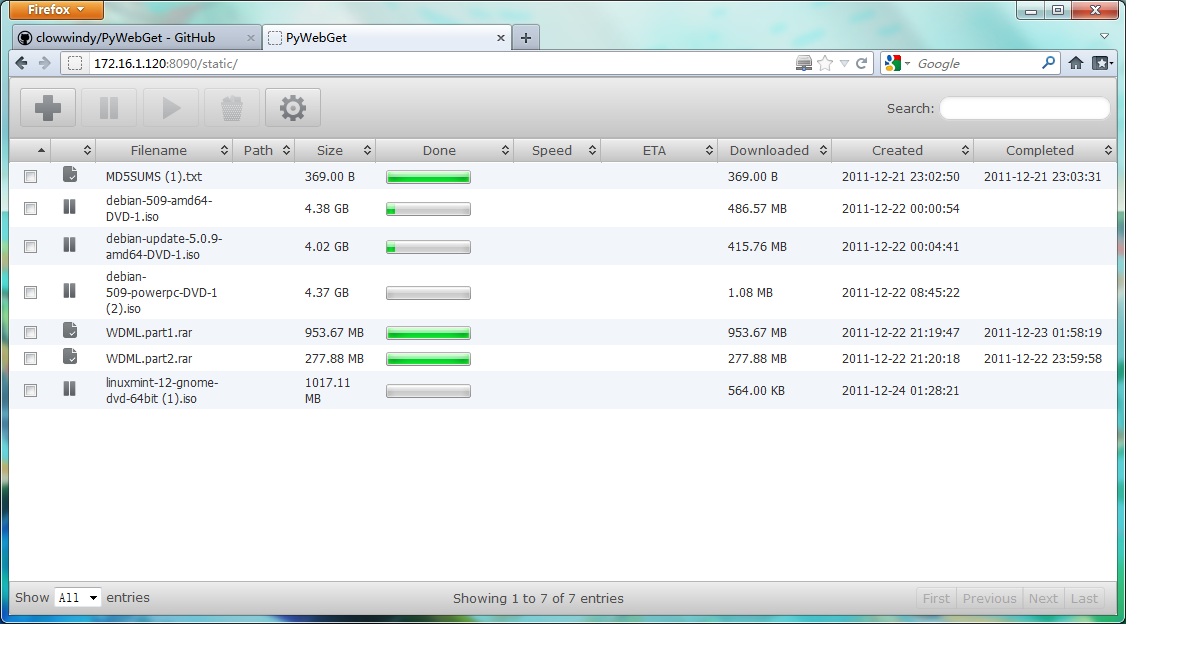 Firefox
clowwindy/PyWebGet - GitHub
PyWebGet
172.16.1.120:8090/static/
Google
Search:
Filename Path Size Done Speed ETA Downloaded Created Completed
MD5SUMS (1).txt 369.00 B 369.00 B 2011-12-21 23:02:50 2011-12-21 23:03:31
debian-509-amd64-
DVD-1.iso 4.38 GB 486.57 MB 2011-12-22 00:00:54
debian-update-5.0.9-
amd64-DVD-1.iso 4.02 GB 415.76 MB 2011-12-22 00:04:41
debian-
509-powerpc-DVD-1 4.37 GB 1.08 MB 2011-12-22 08:45:22
(2).iso
WDML.part1.rar 953.67 MB 953.67 MB 2011-12-22 21:19:47 2011-12-23 01:58:19
WDML.part2.rar 277.88 MB 277.88 MB 2011-12-22 21:20:18 2011-12-22 23:59:58
linuxmint-12-gnome- 1017.11
dvd-64bit (1).iso MB 564.00 KB 2011-12-24 01:28:21
Show All entries Showing 1 to 7 of 7 entries First Previous Next Last